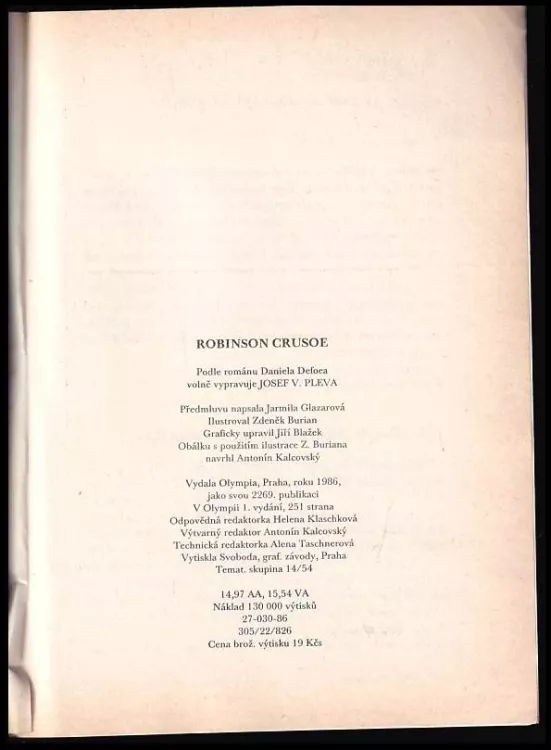 ROBINSON CRUSOE
Podle románu Daniela Defoea
volně vypravuje JOSEF V. PLEVA
Předmluvu napsala Jarmila Glazarová
Ilustroval Zdeněk Burian
Graficky upravil Jiří Blažek
Obálku s použitím ilustrace Z. Buriana
navrhl Antonín Kalcovský
Vydala Olympia, Praha, roku 1986,
jako svou 2269. publikaci
V Olympii 1. vydání, 251 strana
Odpovědná redaktorka Helena Klaschková
Výtvarný redaktor Antonín Kalcovský
Technická redaktorka Alena Taschnerová
Vytiskla Svoboda, graf. závody, Praha
Temat. skupina 14/54
14,97 AA, 15,54 VA
Náklad 130 000 výtisků
27-030-86
305/22/826
Cena brož. výtisku 19 Kčs